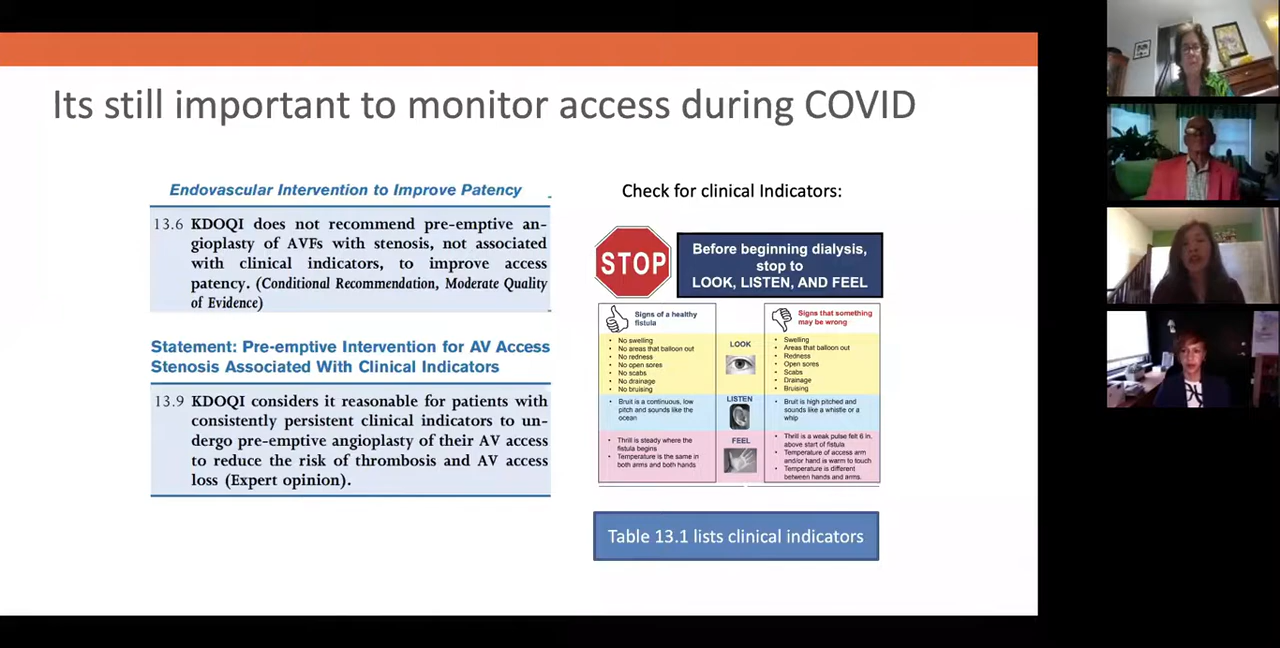 Its still important to monitor access during COVID
Endovascular Intervention to Improve Patency
13.6 KDOQI does not recommend pre-emptive an-
gioplasty of AVFs with stenosis, not associated
with clinical indicators, to improve access
patency. (Conditional Recommendation, Moderate Quality
of Evidence)
Statement: Pre-emptive Intervention for AV Access
Stenosis Associated With Clinical Indicators
13.9 KDOQI considers it reasonable for patients with
consistently persistent clinical indicators to un-
dergo pre-emptive angioplasty of their AV access
to reduce the risk of thrombosis and AV access
loss (Expert opinion).
Check for clinical Indicators:
STOP
Before beginning dialysis,
stop to
LOOK, LISTEN, AND FEEL
Signs of a healthy
fistula
Signs that something
may be wrong
• No swelling
• No areas that balloon out
• No redness
• No open sores
• No scabs
• No drainage
• No bruising
LOOK
• Swelling
• Areas that balloon out
• Redness
• Open sores
• Scabs
• Drainage
• Bruising
• Bruit is a continuous, low
pitch and sounds like the
ocean
LISTEN
• Bruit is high pitched and
sounds like a whistle or a
whip
• Thrill is steady where the
fistula begins
• Temperature is the same in
both arms and both hands
FEEL
• Thrill is a weak pulse felt 6 in.
above start of fistula
• Temperature of access arm
and/or hand is warm to touch
• Temperature is different
between hands and arms.
Table 13.1 lists clinical indicators